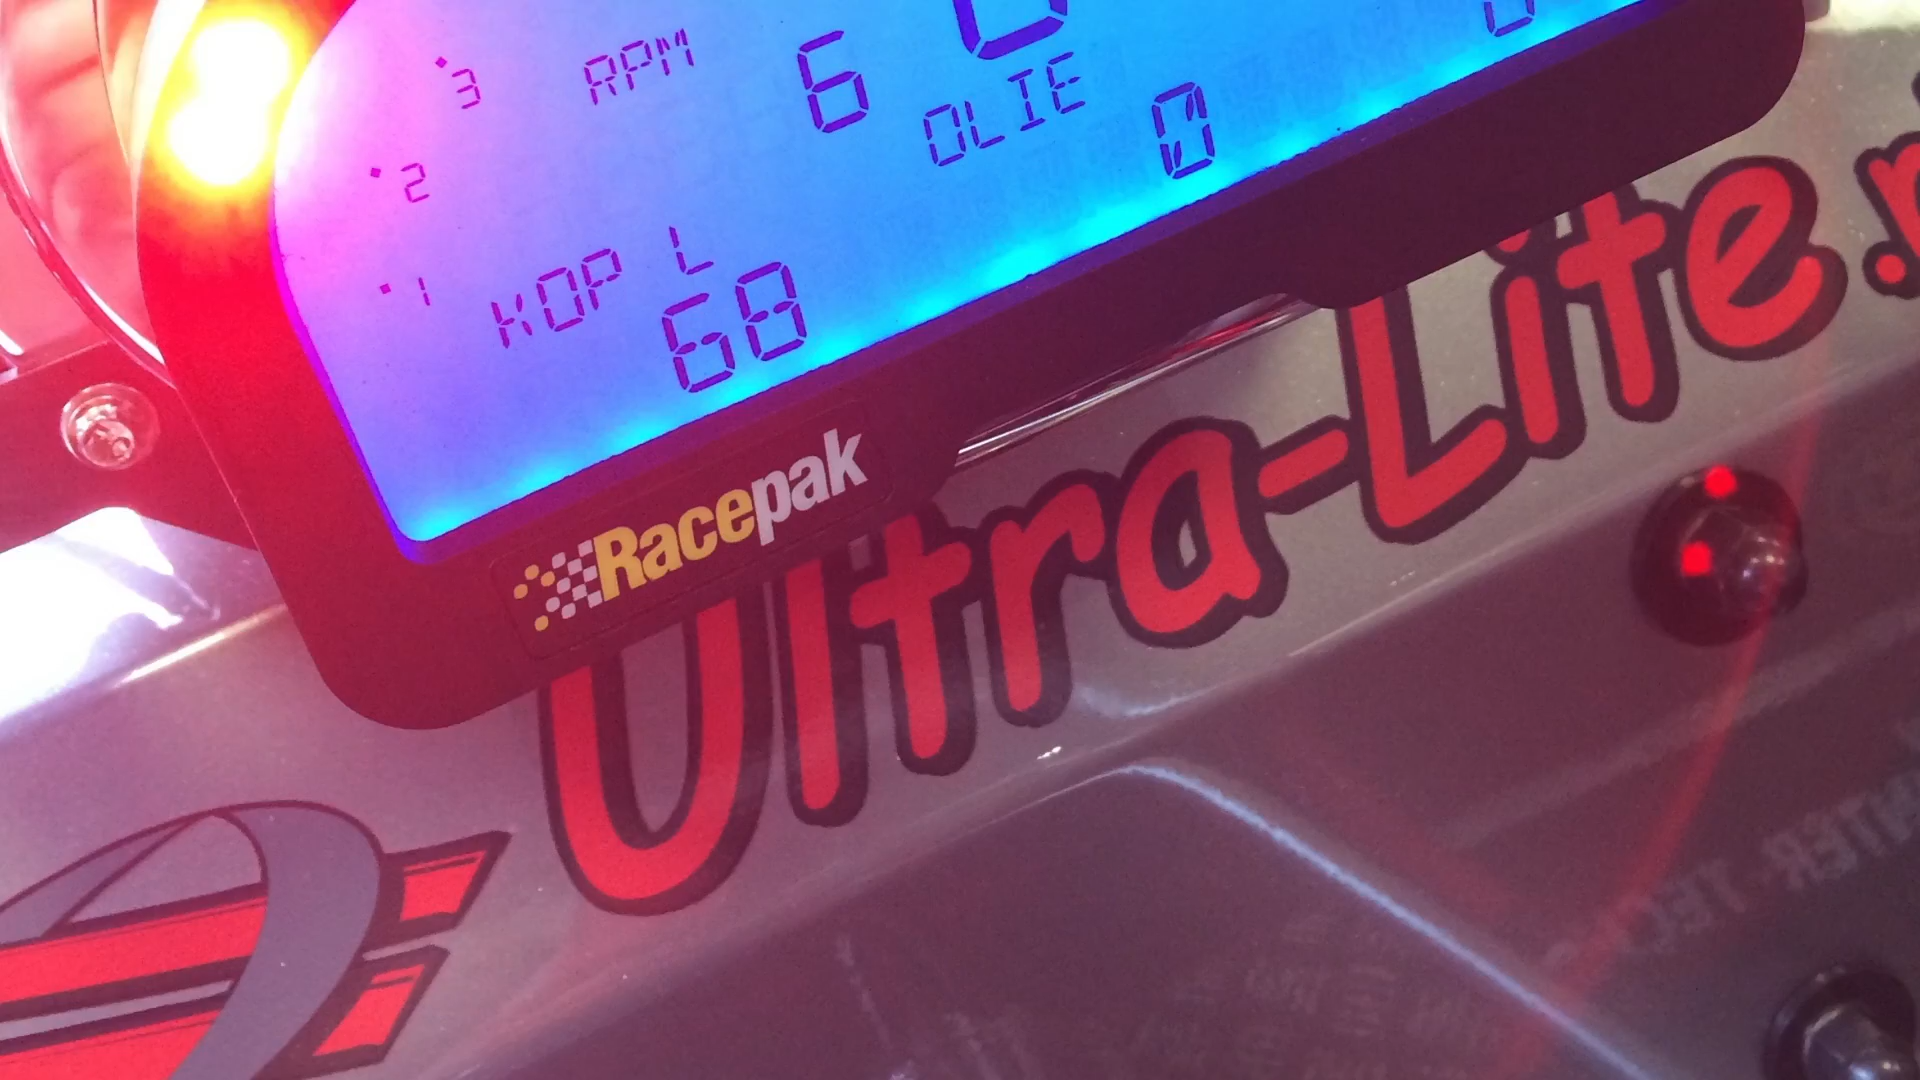 3 RPM 6
2
OLIE 0
1
KOP L
68
Racepak
Ultra-Lite.